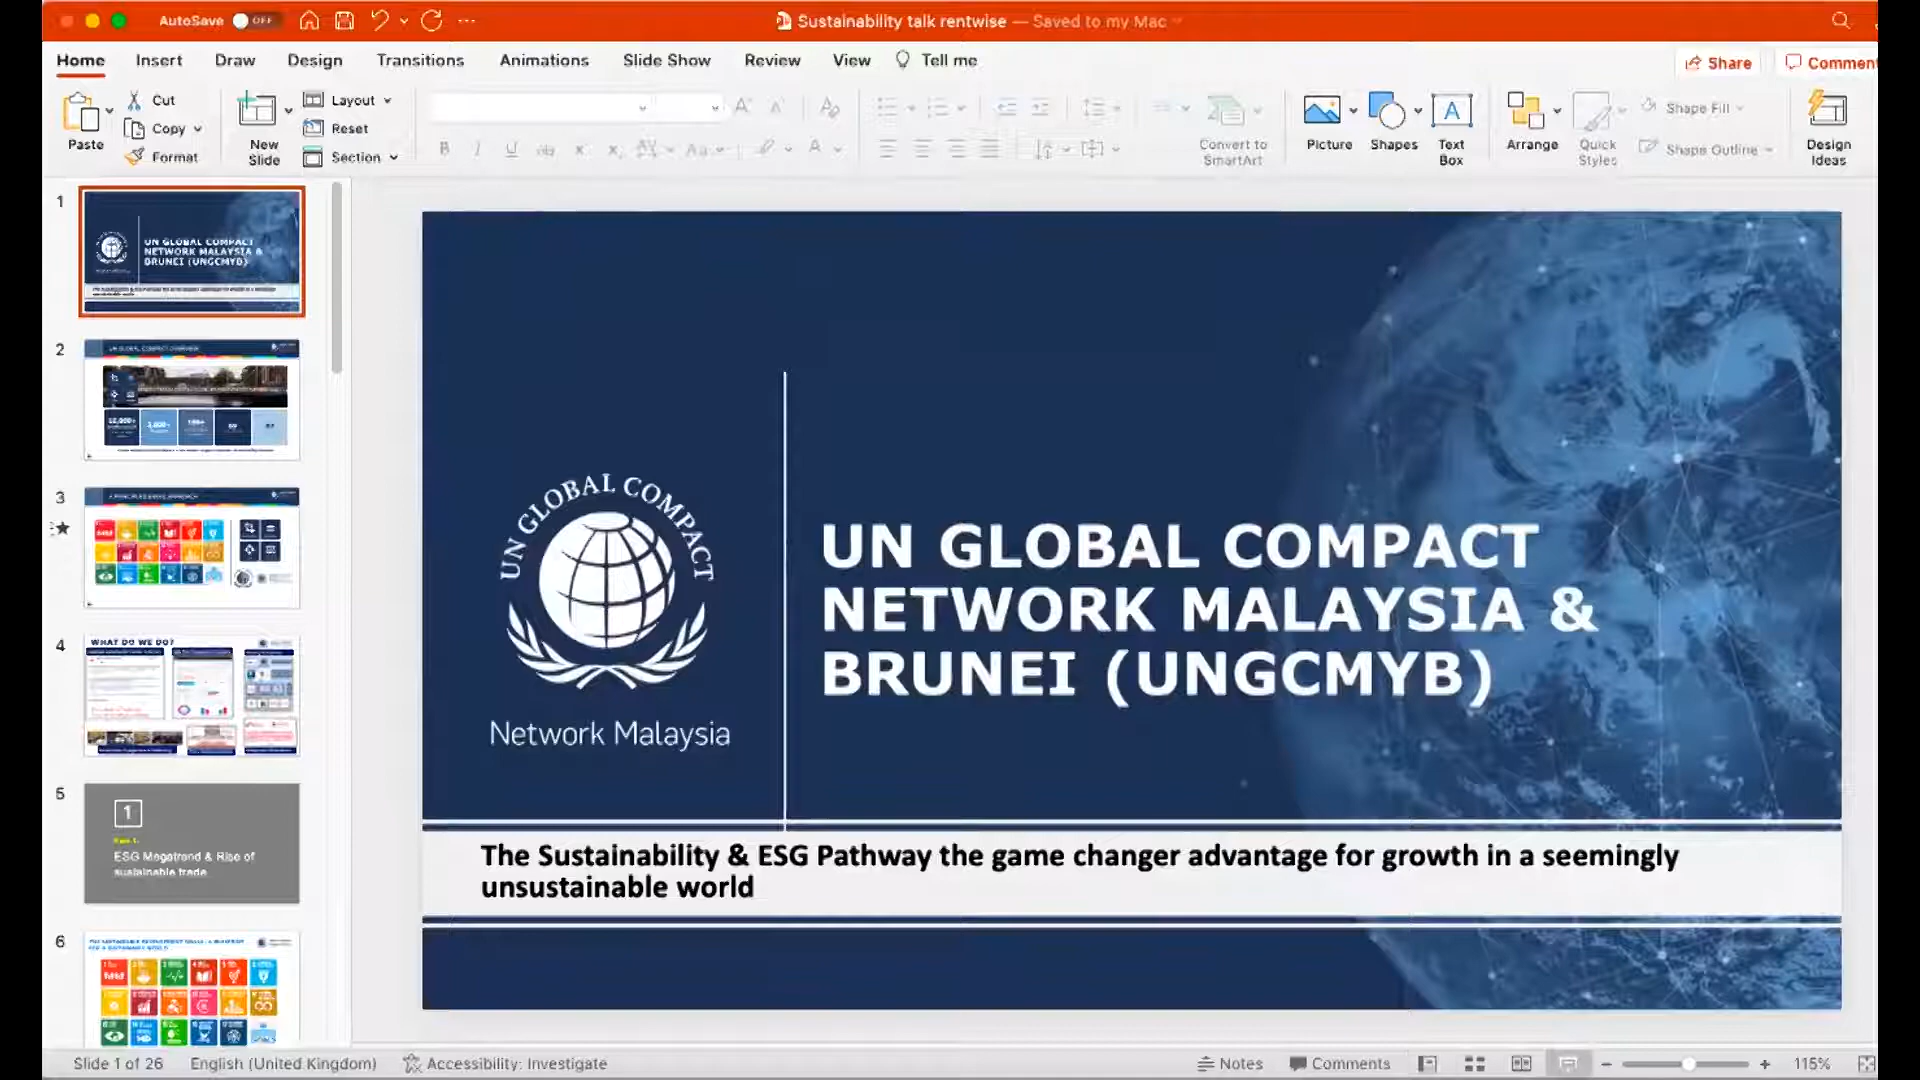 AutoSave OFF
Sustainability talk rentwise — Saved to my Mac
Home Insert Draw Design Transitions Animations Slide Show Review View Tell me
Share Comment
Paste
Cut
Copy
Format
New
Slide
Layout
Reset
Section
Convert to
SmartArt
Picture
Shapes
Text
Box
Arrange
Quick
Styles
Shape Fill
Shape Outline
Design
Ideas
1
UN GLOBAL COMPACT
NETWORK MALAYSIA &
BRUNEI (UNGCMYB)
2
3
4
WHAT DO WE DO?
5
1
ESG Megatrend & Rise of
sustainable trade
6
UN GLOBAL COMPACT
Network Malaysia
UN GLOBAL COMPACT
NETWORK MALAYSIA &
BRUNEI (UNGCMYB)
The Sustainability & ESG Pathway the game changer advantage for growth in a seemingly
unsustainable world
Slide 1 of 26 English (United Kingdom) Accessibility: Investigate
Notes Comments 115%